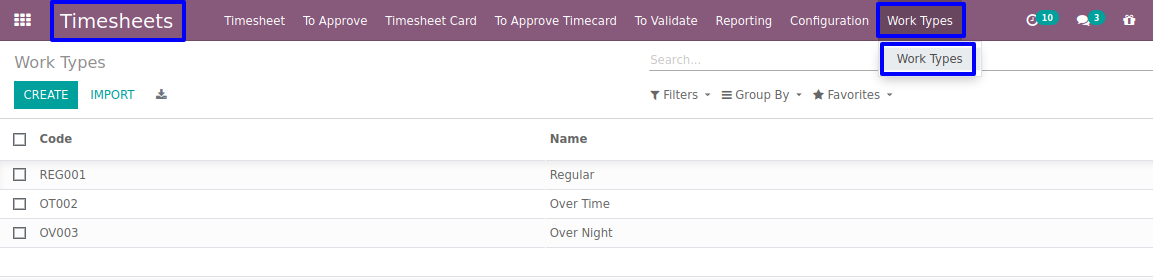 Timesheets Timesheet To Approve Timesheet Card To Approve Timecard To Validate Reporting Configuration Work Types 10 3
Work Types Search... Work Types
CREATE IMPORT Filters Group By Favorites
Code Name
REG001 Regular
OT002 Over Time
OV003 Over Night